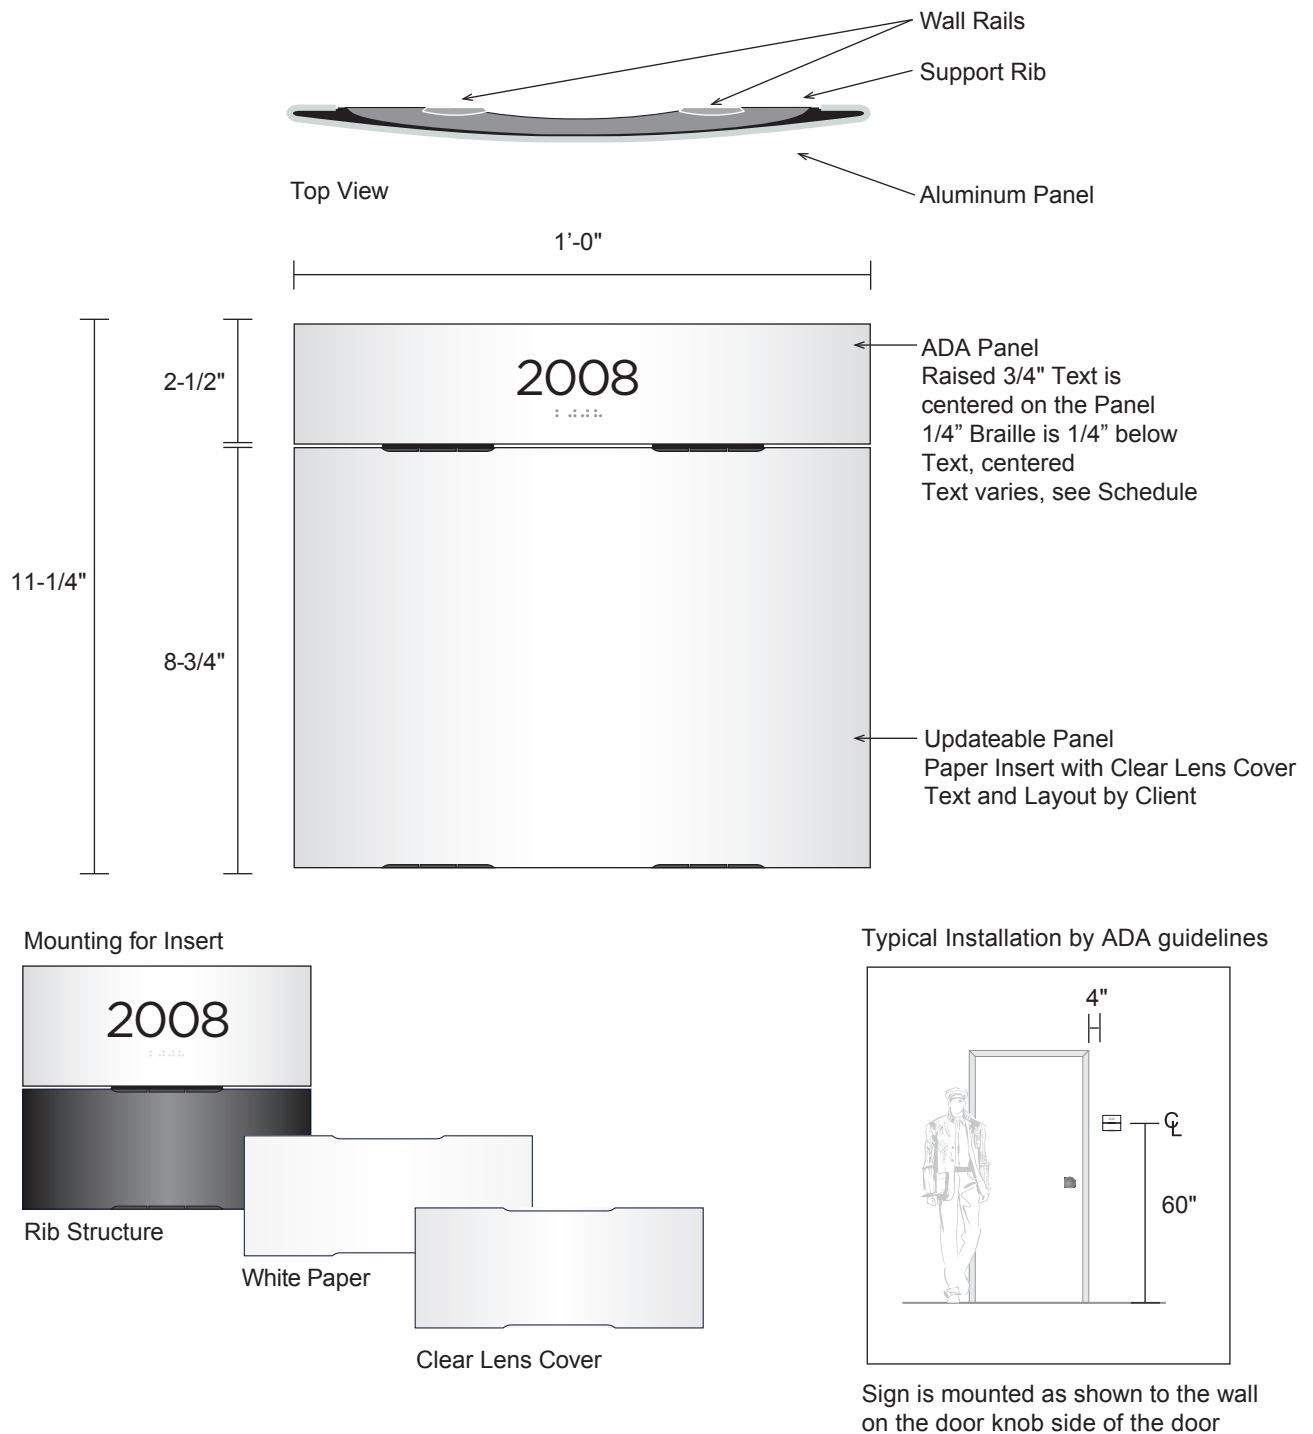 Wall Rails
Support Rib
Aluminum Panel
Top View
1’-0"
2-1/2"
2008
ADA Panel
Raised 3/4" Text is
centered on the Panel
1/4” Braille is 1/4” below
Text, centered
Text varies, see Schedule
11-1/4"
8-3/4"
Updateable Panel
Paper Insert with Clear Lens Cover
Text and Layout by Client
Mounting for Insert
2008
Rib Structure
White Paper
Clear Lens Cover
Typical Installation by ADA guidelines
4"
℄
60"
Sign is mounted as shown to the wall
on the door knob side of the door